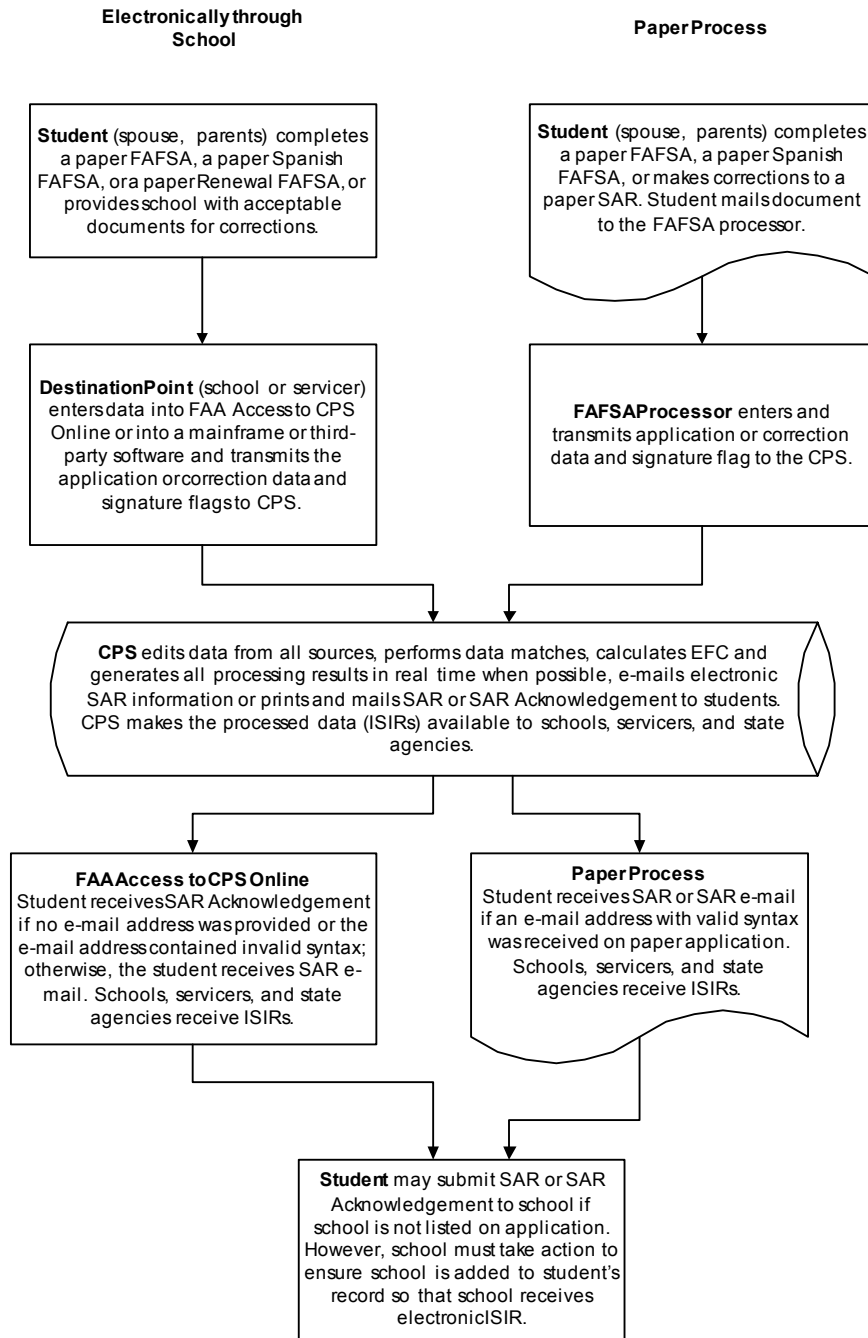 Electronically through
School
Paper Process
Student (spouse, parents) completes
a paper FAFSA, a paper Spanish
FAFSA, or a paper Renewal FAFSA, or
provides school with acceptable
documents for corrections.
Student (spouse, parents) completes
a paper FAFSA, a paper Spanish
FAFSA, or makes corrections to a
paper SAR. Student mails document
to the FAFSA processor.
Destination Point (school or servicer)
enters data into FAA Access to CPS
Online or into a mainframe or third-
party software and transmits the
application or correction data and
signature flags to CPS.
FAFSA Processor enters and
transmits application or correction
data and signature flag to the CPS.
CPS edits data from all sources, performs data matches, calculates EFC and
generates all processing results in real time when possible, e-mails electronic
SAR information or prints and mails SAR or SAR Acknowledgement to students.
CPS makes the processed data (ISIRs) available to schools, servicers, and state
agencies.
FAA Access to CPS Online
Student receives SAR Acknowledgement
if no e-mail address was provided or the
e-mail address contained invalid syntax;
otherwise, the student receives SAR e-
mail. Schools, servicers, and state
agencies receive ISIRs.
Paper Process
Student receives SAR or SAR e-mail
if an e-mail address with valid syntax
was received on paper application.
Schools, servicers, and state
agencies receive ISIRs.
Student may submit SAR or SAR
Acknowledgement to school if
school is not listed on application.
However, school must take action to
ensure school is added to student's
record so that school receives
electronic ISIR.